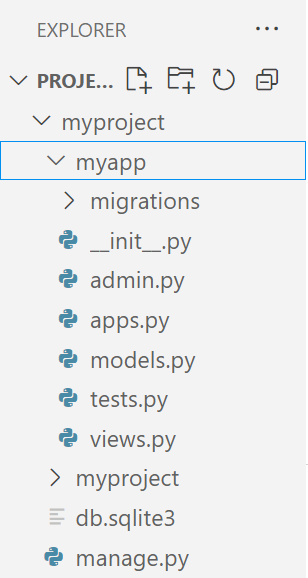 EXPLORER ...
PROJE...
myproject
myapp
migrations
__init__.py
admin.py
apps.py
models.py
tests.py
views.py
myproject
db.sqlite3
manage.py